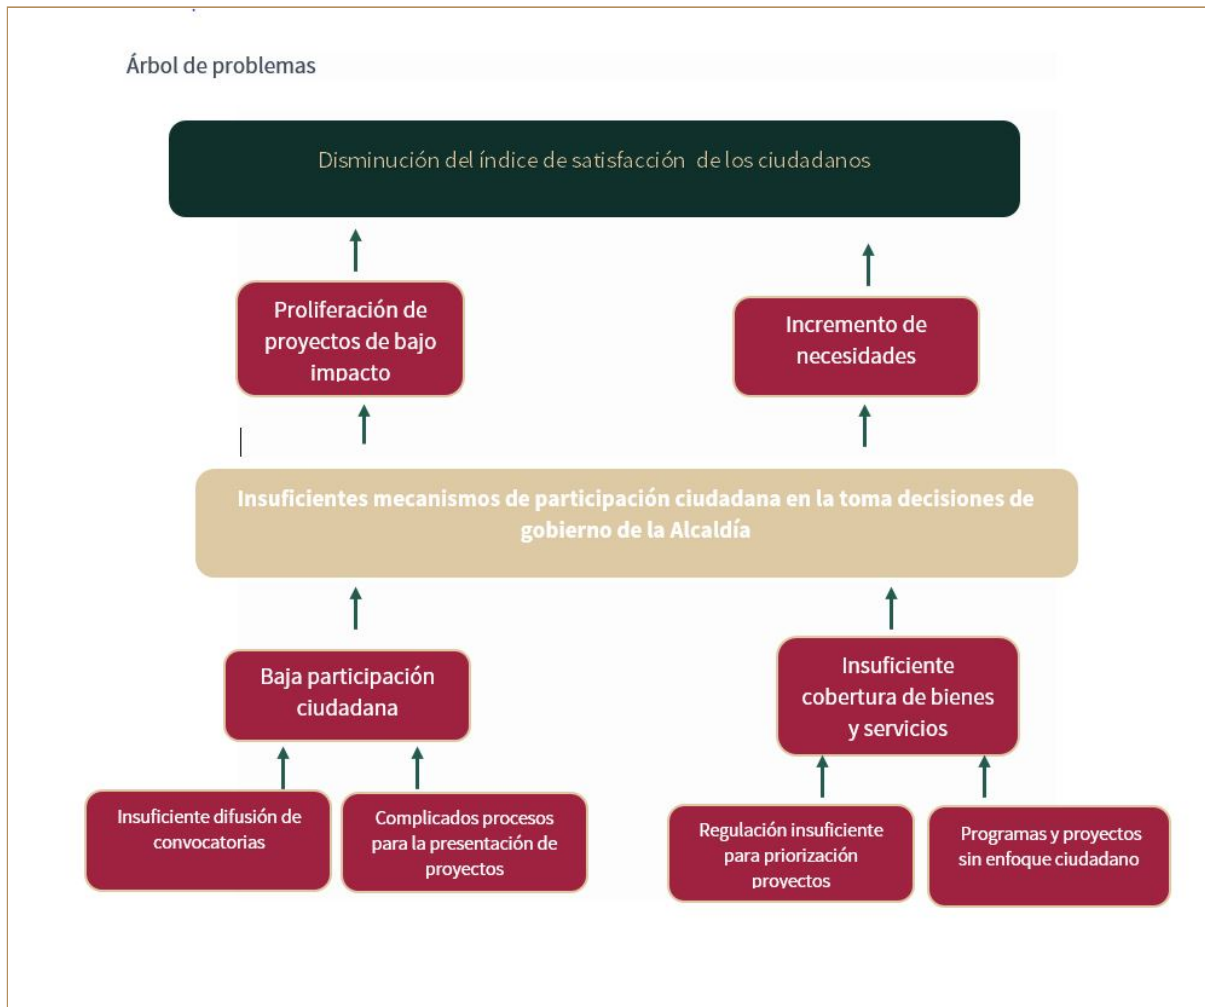 Árbol de problemas
Disminución del índice de satisfacción de los ciudadanos
Proliferación de
proyectos de bajo
impacto
Incremento de
necesidades
Insuficientes mecanismos de participación ciudadana en la toma decisiones de
gobierno de la Alcaldía
Baja participación
ciudadana
Insuficiente
cobertura de bienes
y servicios
Insuficiente difusión de
convocatorias
Complicados procesos
para la presentación de
proyectos
Regulación insuficiente
para priorización
proyectos
Programas y proyectos
sin enfoque ciudadano